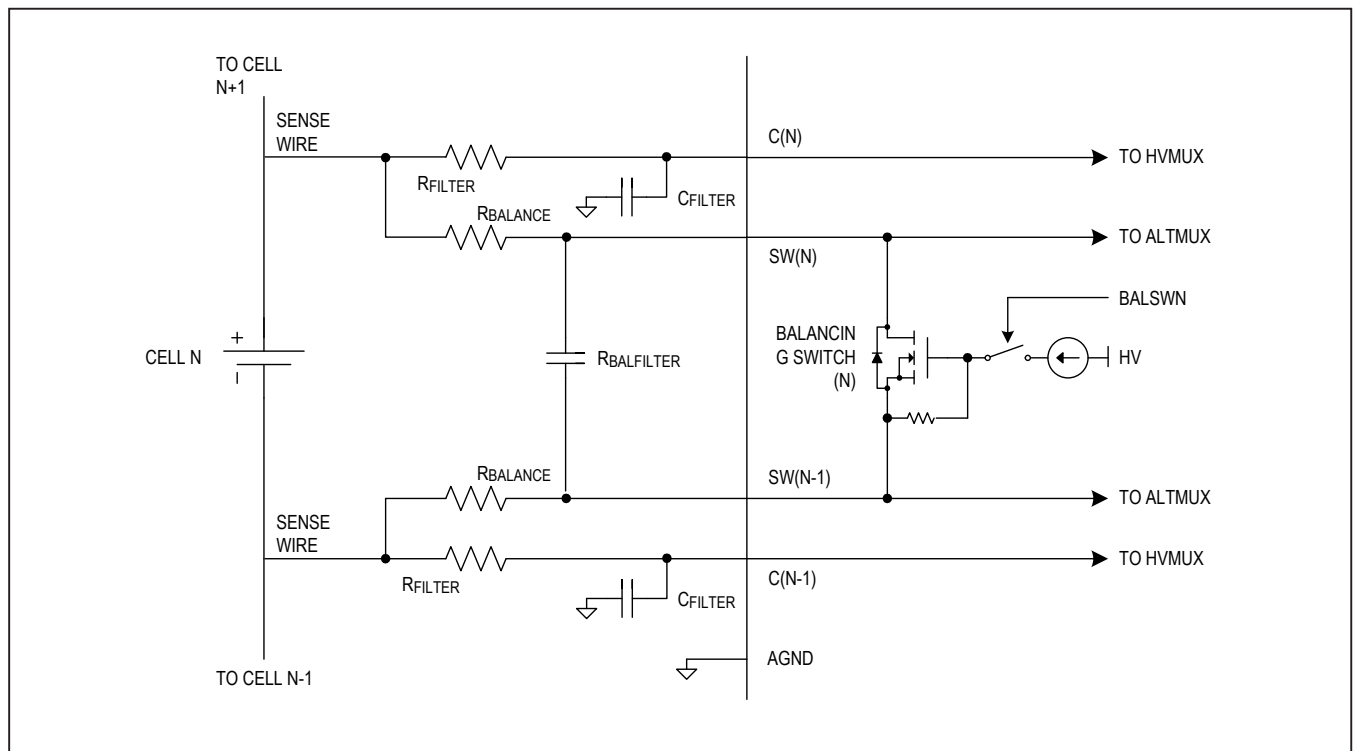 TO CELL
N+1
SENSE
WIRE
RFILTER
CFILTER
C(N)
TO HVMUX
RBALANCE
SW(N)
TO ALTMUX
BALSWN
BALANCIN
G SWITCH
(N)
HV
CELL N
+
–
RBALFILTER
RBALANCE
SW(N-1)
TO ALTMUX
SENSE
WIRE
RFILTER
CFILTER
C(N-1)
TO HVMUX
AGND
TO CELL N-1